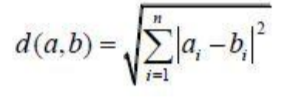 d(a,b) = √(∑_{i=1}^{n} |a_i − b_i|²)